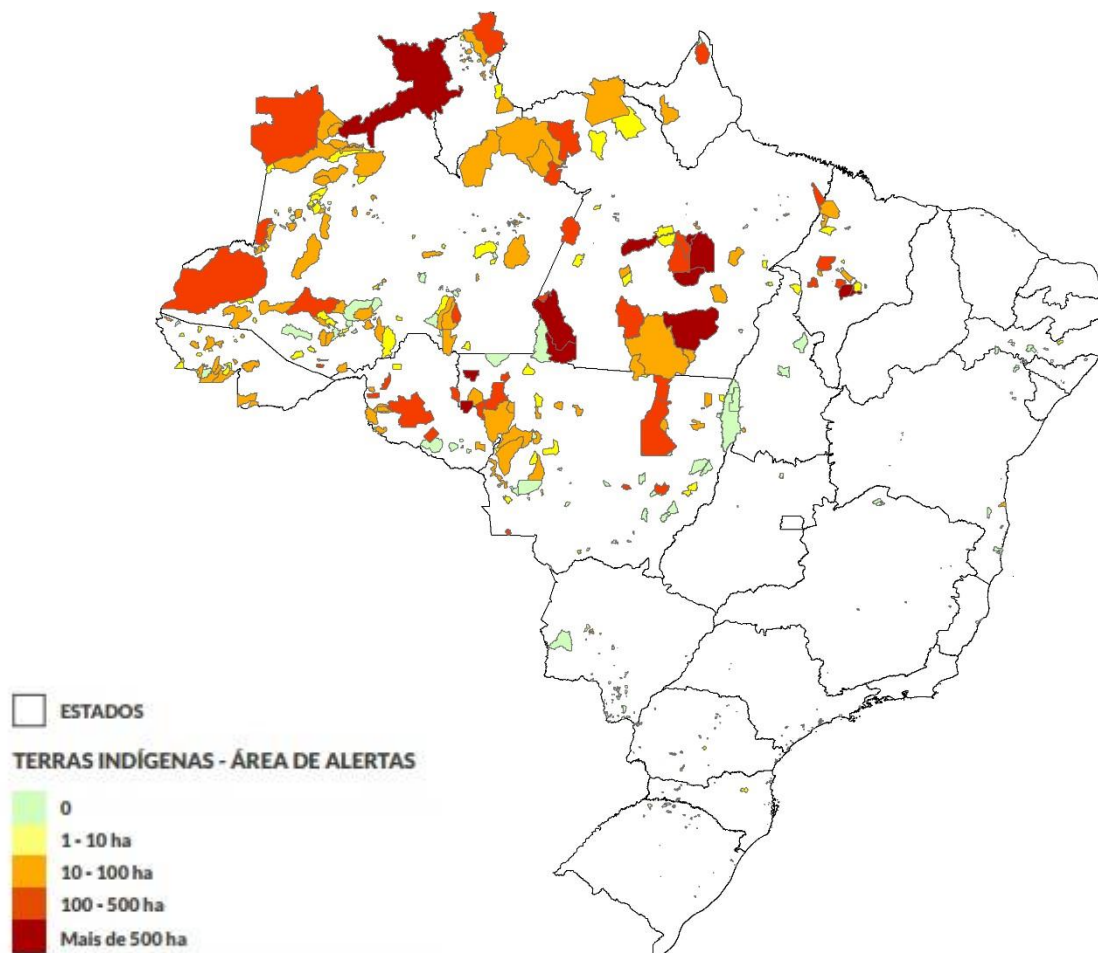 ESTADOS
TERRAS INDÍGENAS - ÁREA DE ALERTAS
0
1 - 10 ha
10 - 100 ha
100 - 500 ha
Mais de 500 ha